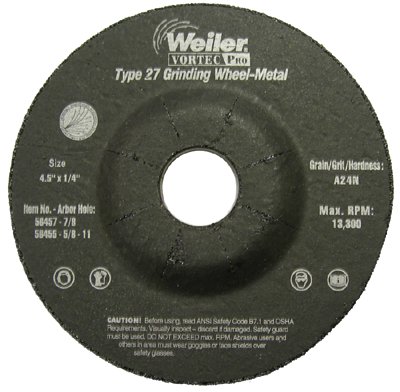 Weiler
VORTEC PRO
Type 27 Grinding Wheel-Metal
Size
4.5" x 1/4"
Item No. - Arbor Hole:
56457 - 7/8
56456 - 5/8 - 11
Grain/Grit/Hardness:
A24N
Max. RPM:
13,300
CAUTION! Before using, read ANSI Safety Code B7.1 and OSHA
Requirements. Visually inspect – discard if damaged. Safety guard
must be used. DO NOT EXCEED max. RPM. Abrasive users and
others in area must wear goggles or face shields over
safety glasses.